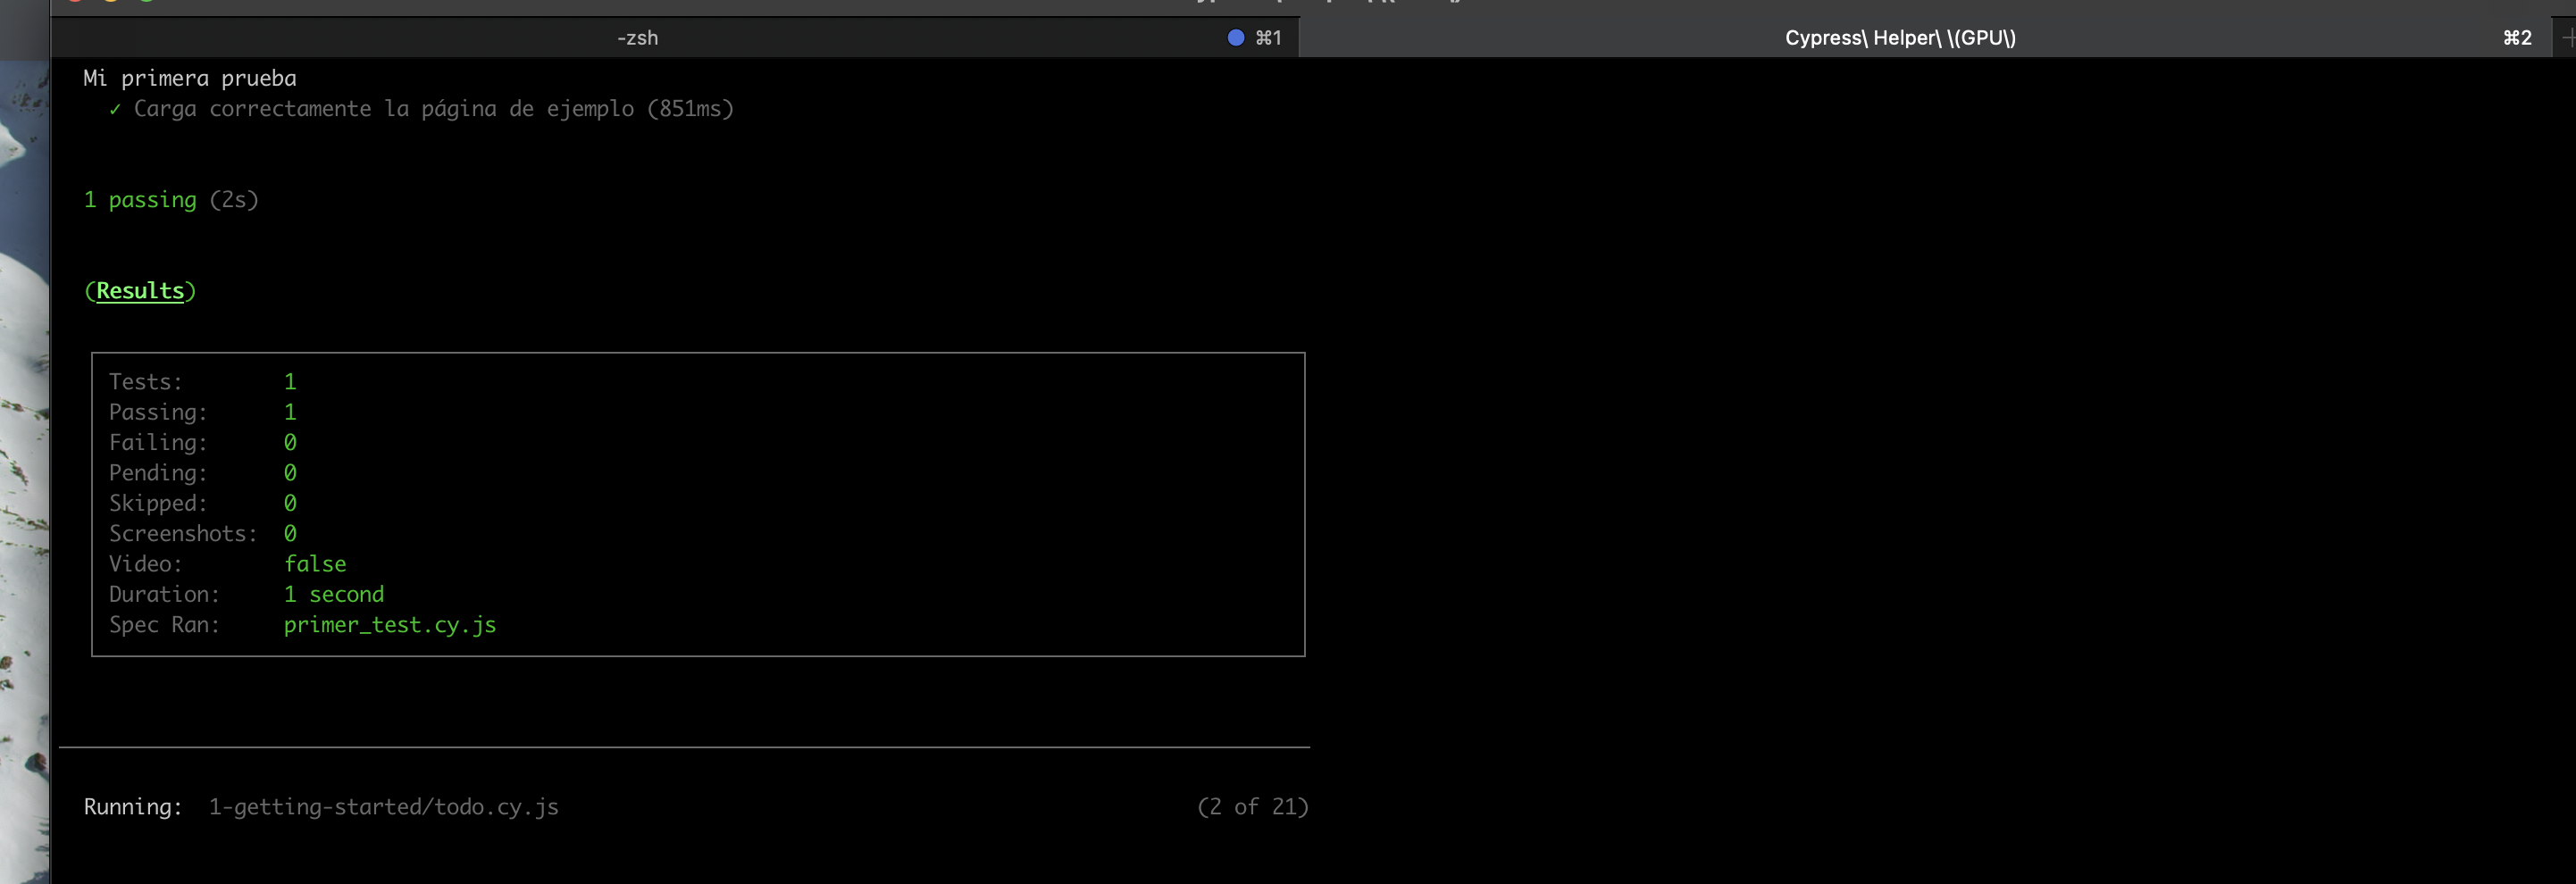 -zsh ⌘1 Cypress\ Helper\ \(GPU\) ⌘2
Mi primera prueba
✓ Carga correctamente la página de ejemplo (851ms)
1 passing (2s)
(Results)
Tests: 1
Passing: 1
Failing: 0
Pending: 0
Skipped: 0
Screenshots: 0
Video: false
Duration: 1 second
Spec Ran: primer_test.cy.js
Running: 1-getting-started/todo.cy.js (2 of 21)